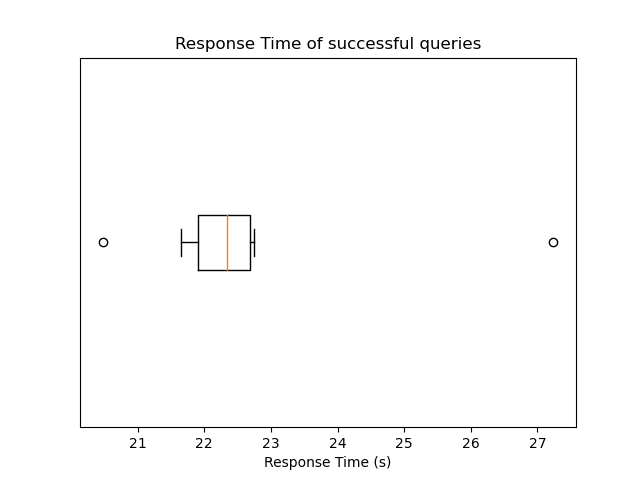 Response Time of successful queries
21 22 23 24 25 26 27
Response Time (s)